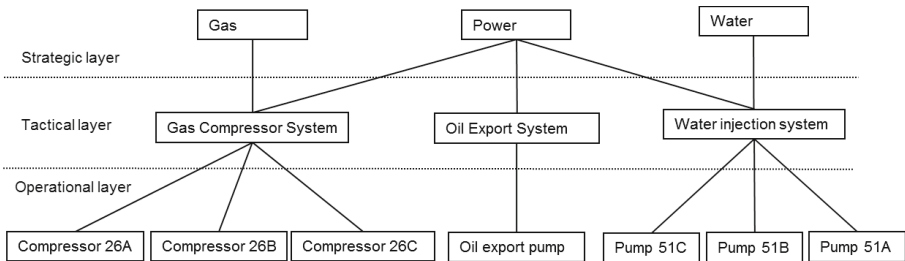 Gas
Power
Water
Strategic layer
Tactical layer
Gas Compressor System
Oil Export System
Water injection system
Operational layer
Compressor 26A
Compressor 26B
Compressor 26C
Oil export pump
Pump 51C
Pump 51B
Pump 51A